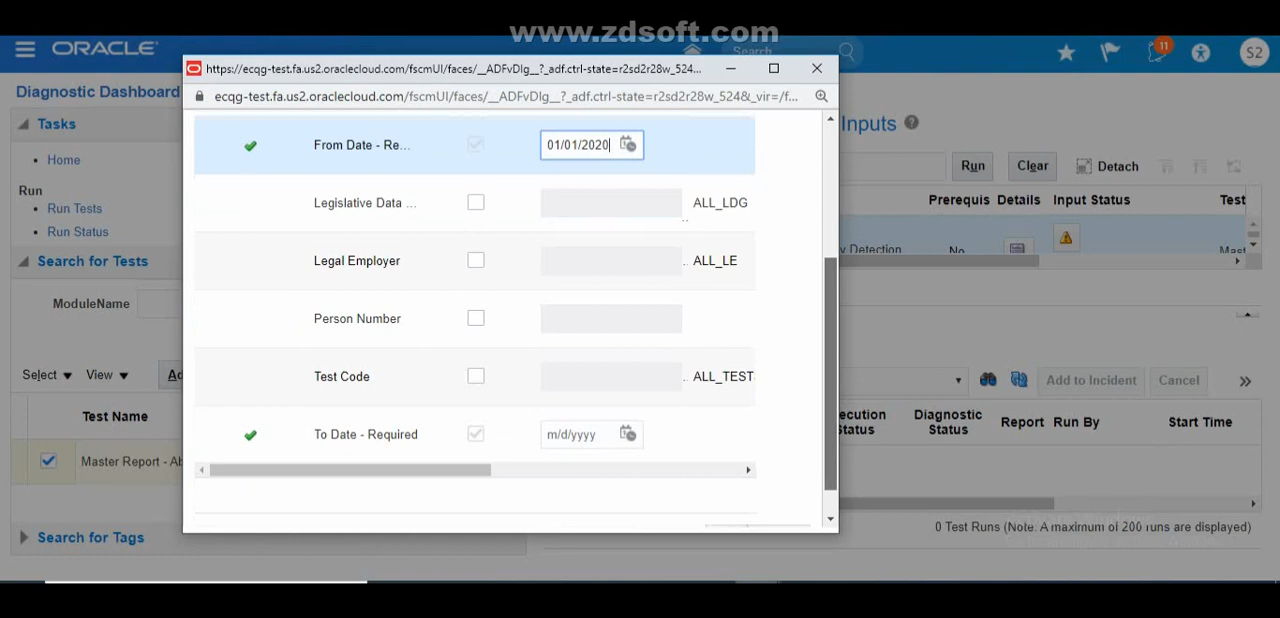 www.zdsoft.com
ORACLE
Search
11
S2
Diagnostic Dashboard
Inputs
Tasks
Home
Run
Run Tests
Run Status
Search for Tests
ModuleName
Select
View
Test Name
Search for Tags
https://ecqg-test.fa.us2.oraclecloud.com/fscmUI/faces/__ADFvDlg__?_adf.ctrl-state=r2sd2r28w_524...
ecqg-test.fa.us2.oraclecloud.com/fscmUI/faces/__ADFvDlg__?_adf.ctrl-state=r2sd2r28w_524&_vir=/f...
From Date - Re...
01/01/2020
Legislative Data ...
ALL_LDG
Legal Employer
ALL_LE
Person Number
Test Code
ALL_TEST
To Date - Required
m/d/yyyy
Run
Clear
Detach
Prerequis
Details
Input Status
Test
y Detection
No
Mast
Add to Incident
Cancel
ecution Status
Diagnostic Status
Report
Run By
Start Time
Master Report - Ab
0 Test Runs (Note: A maximum of 200 runs are displayed)